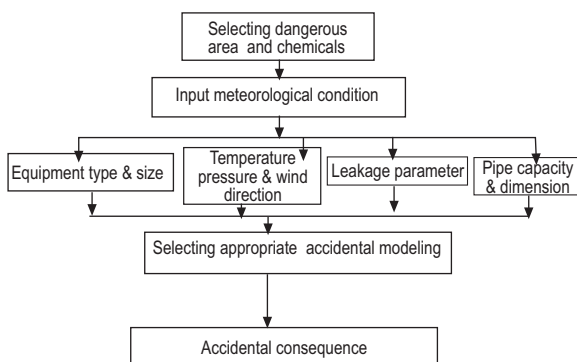 Selecting dangerous
area and chemicals
Input meteorological condition
Equipment type & size
Temperature
pressure & wind
direction
Leakage parameter
Pipe capacity
& dimension
Selecting appropriate accidental modeling
Accidental consequence